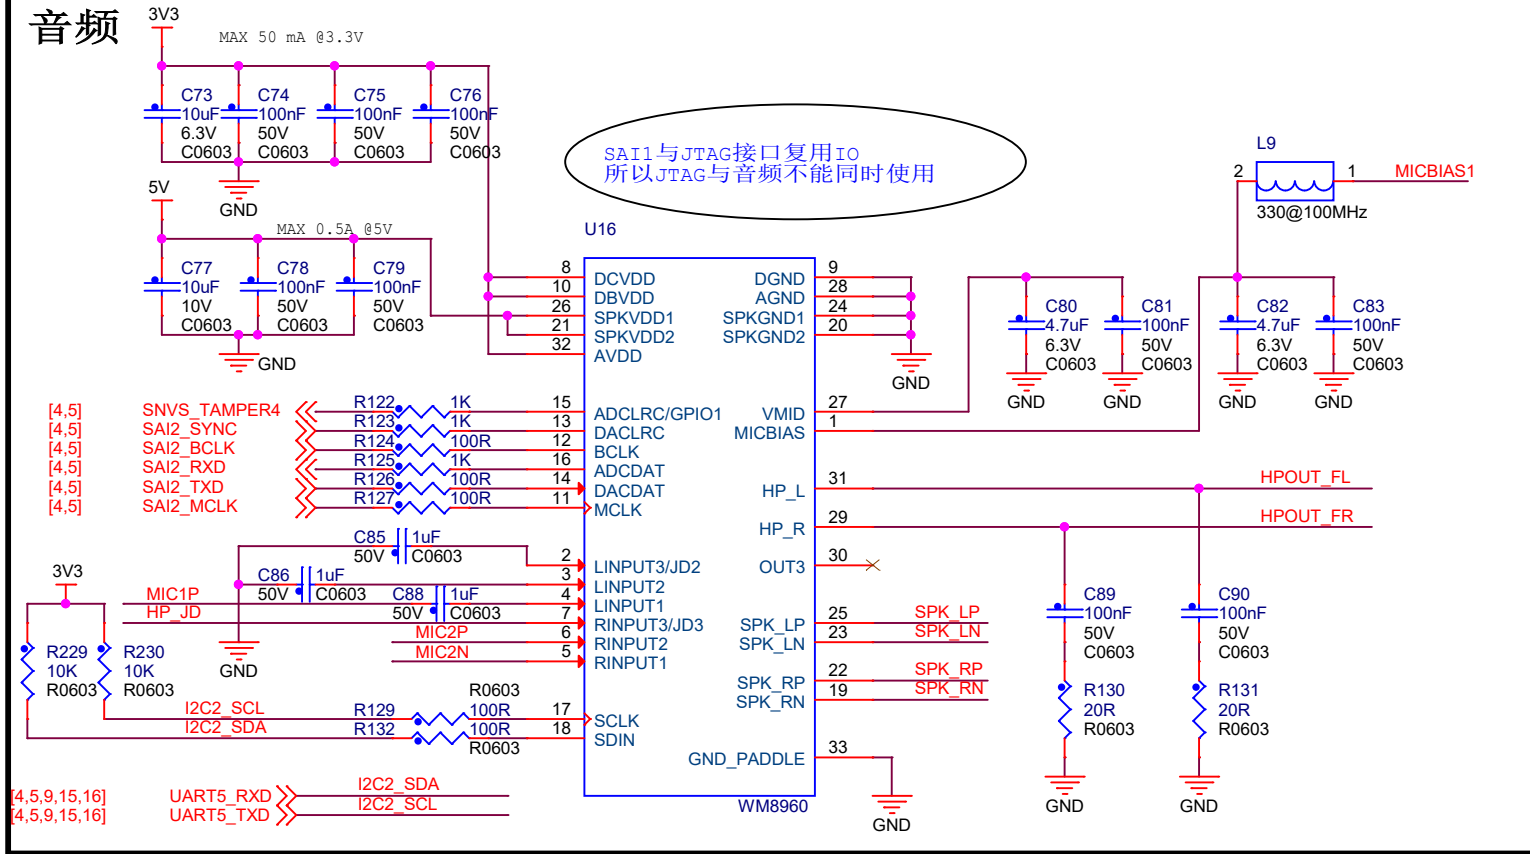 音频
3V3
MAX 50 mA @3.3V
C73
10uF
6.3V
C0603
C74
100nF
50V
C0603
C75
100nF
50V
C0603
C76
100nF
50V
C0603
GND
5V
MAX 0.5A @5V
C77
10uF
10V
C0603
C78
100nF
50V
C0603
C79
100nF
50V
C0603
GND
SAI1与JTAG接口复用IO
所以JTAG与音频不能同时使用
L9
2
1
MICBIAS1
330@100MHz
U16
8
DCVDD
10
DBVDD
26
SPKVDD1
21
SPKVDD2
32
AVDD
DGND
9
AGND
28
SPKGND1
24
SPKGND2
20
GND
C80
4.7uF
6.3V
C0603
GND
C81
100nF
50V
C0603
GND
C82
4.7uF
6.3V
C0603
GND
C83
100nF
50V
C0603
GND
[4,5] SNVS_TAMPER4 R122 1K 15 ADCLRC/GPIO1
[4,5] SAI2_SYNC R123 1K 13 DACLRC
[4,5] SAI2_BCLK R124 100R 12 BCLK
[4,5] SAI2_RXD R125 1K 16 ADCDAT
[4,5] SAI2_TXD R126 100R 14 DACDAT
[4,5] SAI2_MCLK R127 100R 11 MCLK
VMID 27
MICBIAS 1
HP_L 31 HPOUT_FL
HP_R 29 HPOUT_FR
OUT3 30
C85 1uF
50V C0603
2 LINPUT3/JD2
C86 1uF
50V C0603
3 LINPUT2
MIC1P C88 1uF
50V C0603
4 LINPUT1
HP_JD 7 RINPUT3/JD3
MIC2P 6 RINPUT2
MIC2N 5 RINPUT1
GND
3V3
R229
10K
R0603
R230
10K
R0603
R0603
I2C2_SCL R129 100R 17 SCLK
I2C2_SDA R132 100R 18 SDIN
R0603
SPK_LP 25 SPK_LP
SPK_LN 23 SPK_LN
SPK_RP 22 SPK_RP
SPK_RN 19 SPK_RN
GND_PADDLE 33
GND
WM8960
C89
100nF
50V
C0603
R130
20R
R0603
GND
C90
100nF
50V
C0603
R131
20R
R0603
GND
[4,5,9,15,16] UART5_RXD I2C2_SDA
[4,5,9,15,16] UART5_TXD I2C2_SCL